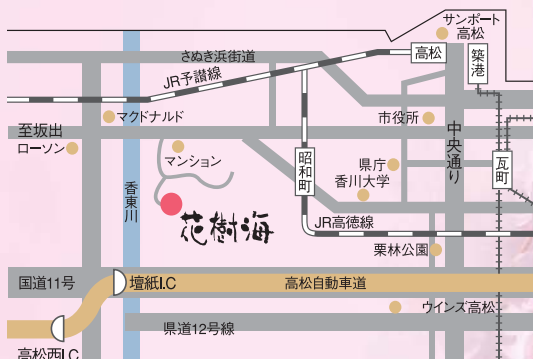 サンポート
高松
高松
築港
さぬき浜街道
JR予讃線
マクドナルド
市役所
至坂出
ローソン
マンション
昭和町
県庁
香川大学
中央通り
瓦町
香東川
花樹海
JR高徳線
栗林公園
国道11号
壇紙I.C
高松自動車道
ウインズ高松
県道12号線
高松西I.C